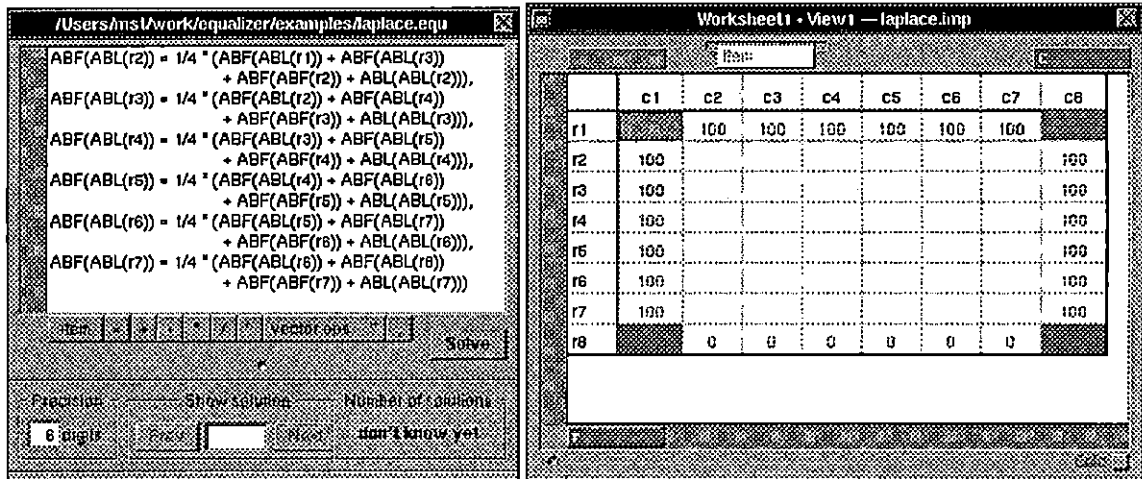 /Users/mst/work/equalizer/examples/laplace.equ
ABF(ABL(r2)) = 1/4 * (ABF(ABL(r1)) + ABF(ABL(r3))
+ ABF(ABF(r2)) + ABL(ABL(r2))),
ABF(ABL(r3)) = 1/4 * (ABF(ABL(r2)) + ABF(ABL(r4))
+ ABF(ABF(r3)) + ABL(ABL(r3))),
ABF(ABL(r4)) = 1/4 * (ABF(ABL(r3)) + ABF(ABL(r5))
+ ABF(ABF(r4)) + ABL(ABL(r4))),
ABF(ABL(r5)) = 1/4 * (ABF(ABL(r4)) + ABF(ABL(r6))
+ ABF(ABF(r5)) + ABL(ABL(r5))),
ABF(ABL(r6)) = 1/4 * (ABF(ABL(r5)) + ABF(ABL(r7))
+ ABF(ABF(r6)) + ABL(ABL(r6))),
ABF(ABL(r7)) = 1/4 * (ABF(ABL(r6)) + ABF(ABL(r8))
+ ABF(ABF(r7)) + ABL(ABL(r7)))
Item - + * / ^ Vector ops
Solve
Precision Show solution Number of solutions
6 digits Prev Next don't know yet
Worksheet1 • View1 — laplace.imp
Item
c1 c2 c3 c4 c5 c6 c7 c8
r1 100 100 100 100 100 100
r2 100 100
r3 100 100
r4 100 100
r5 100 100
r6 100 100
r7 100 100
r8 0 0 0 0 0 0